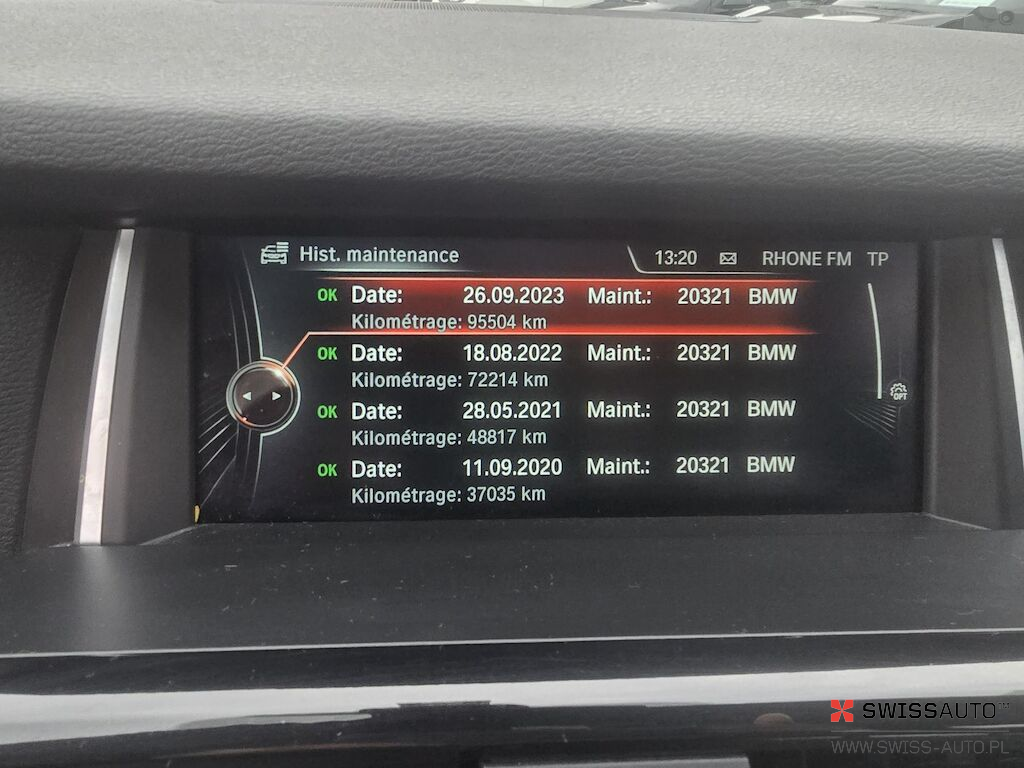 Hist. maintenance 13:20 RHONE FM TP
OK Date: 26.09.2023 Maint.: 20321 BMW
Kilométrage: 95504 km
OK Date: 18.08.2022 Maint.: 20321 BMW
Kilométrage: 72214 km
OK Date: 28.05.2021 Maint.: 20321 BMW
Kilométrage: 48817 km
OK Date: 11.09.2020 Maint.: 20321 BMW
Kilométrage: 37035 km
OPT
SWISSAUTO™
WWW.SWISS-AUTO.PL